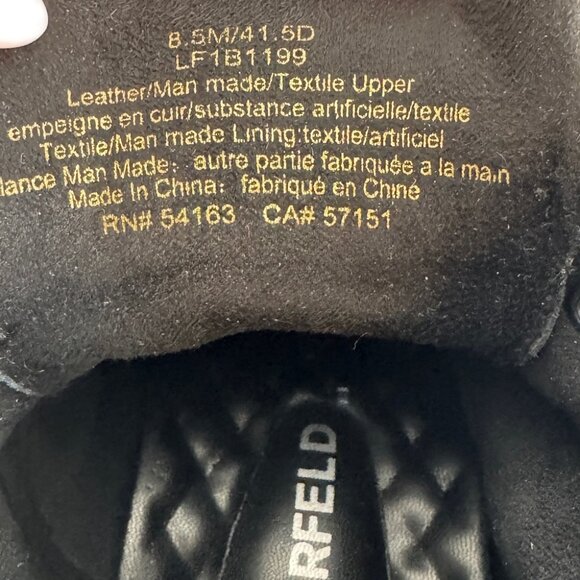 8.5M/41.5D
LF1B1199
Leather/Man made/Textile Upper
empeigne en cuir/substance artificielle/textile
Textile/Man made Lining:textile/artificiel
lance Man Made: autre partie fabriquée a la main
Made In China: fabriqué en Chiné
RN# 54163 CA# 57151
RFELD